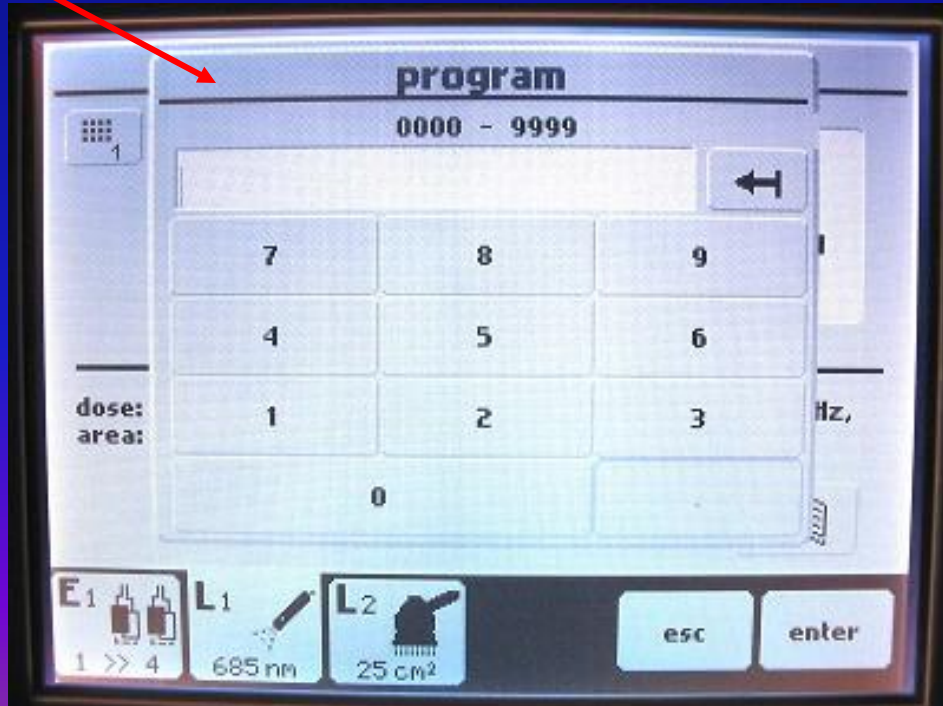 program
0000 - 9999
1
7 8 9
4 5 6
dose: 1 2 3 Hz,
area:
0 .
E1 L1 L2
esc enter
1 >> 4 685 nm 25 cm²